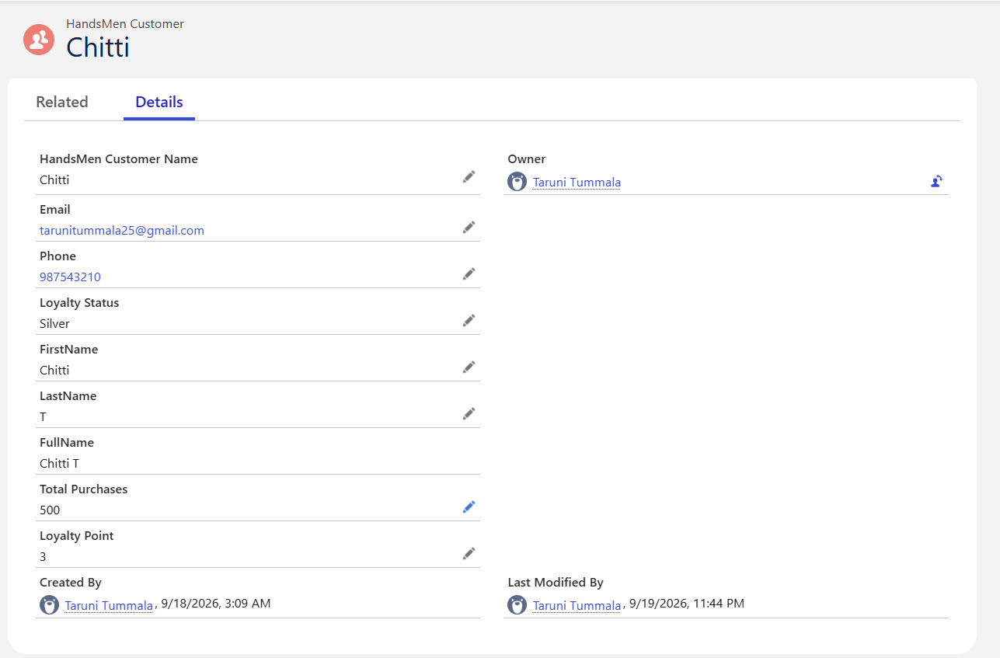 HandsMen Customer
Chitti
Related
Details
HandsMen Customer Name
Chitti
Owner
Taruni Tummala
Email
tarunitummala25@gmail.com
Phone
987543210
Loyalty Status
Silver
FirstName
Chitti
LastName
T
FullName
Chitti T
Total Purchases
500
Loyalty Point
3
Created By
Taruni Tummala, 9/18/2026, 3:09 AM
Last Modified By
Taruni Tummala, 9/19/2026, 11:44 PM